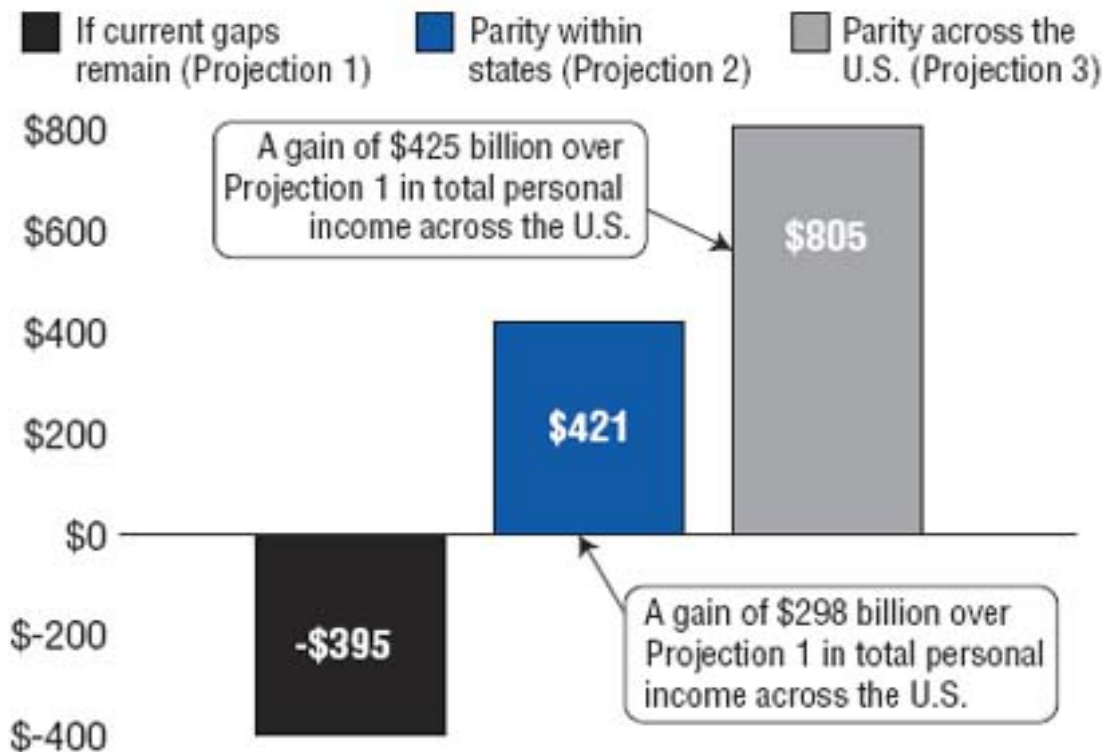 If current gaps
remain (Projection 1)
Parity within
states (Projection 2)
Parity across the
U.S. (Projection 3)
$800
$600
$400
$200
$0
$-200
$-400
A gain of $425 billion over
Projection 1 in total personal
income across the U.S.
$805
$421
-$395
A gain of $298 billion over
Projection 1 in total personal
income across the U.S.